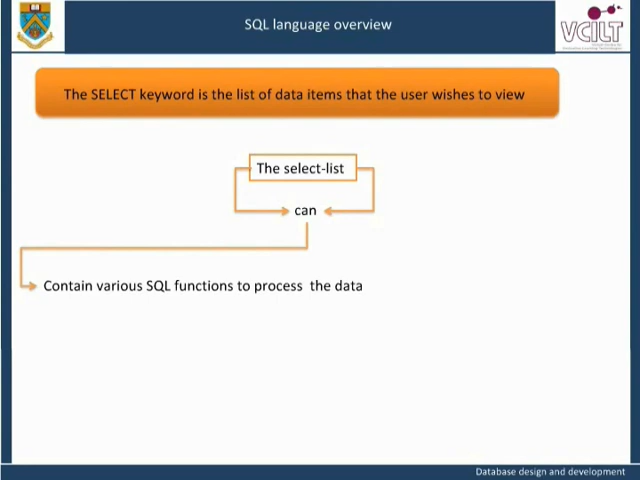 SQL language overview
VCILT
The SELECT keyword is the list of data items that the user wishes to view
The select-list
can
Contain various SQL functions to process the data
Database design and development